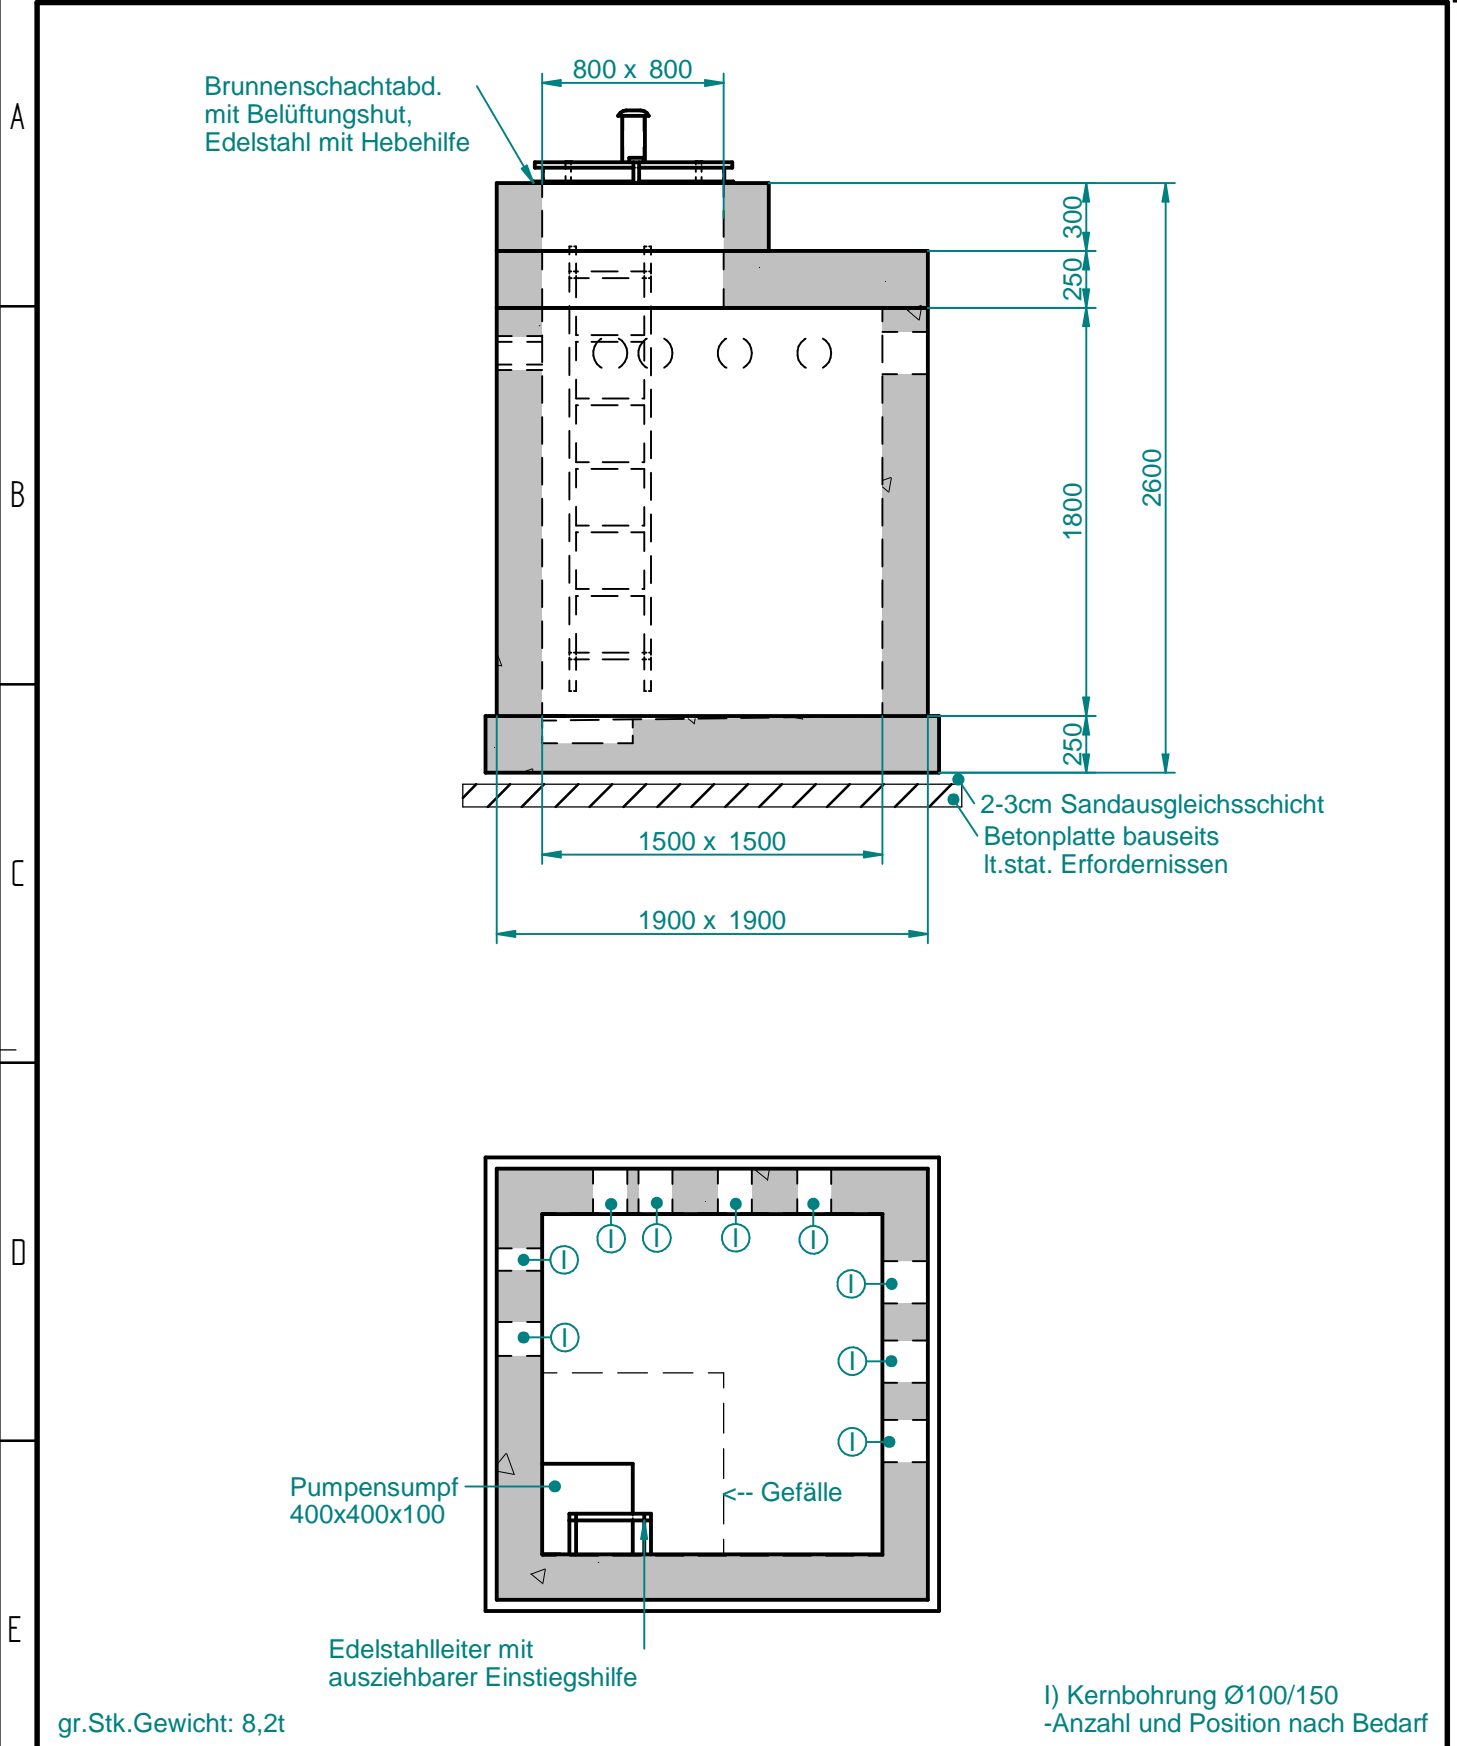 A
B
C
D
E
800 x 800
Brunnenschachtabd.
mit Belüftungshut,
Edelstahl mit Hebehilfe
300
250
1800
2600
250
2-3cm Sandausgleichsschicht
Betonplatte bauseits
lt.stat. Erfordernissen
1500 x 1500
1900 x 1900
I
I
I
I
I
I
I
I
I
Pumpensumpf
400x400x100
<-- Gefälle
Edelstahlleiter mit
ausziehbarer Einstiegshilfe
gr.Stk.Gewicht: 8,2t
I) Kernbohrung Ø100/150
-Anzahl und Position nach Bedarf